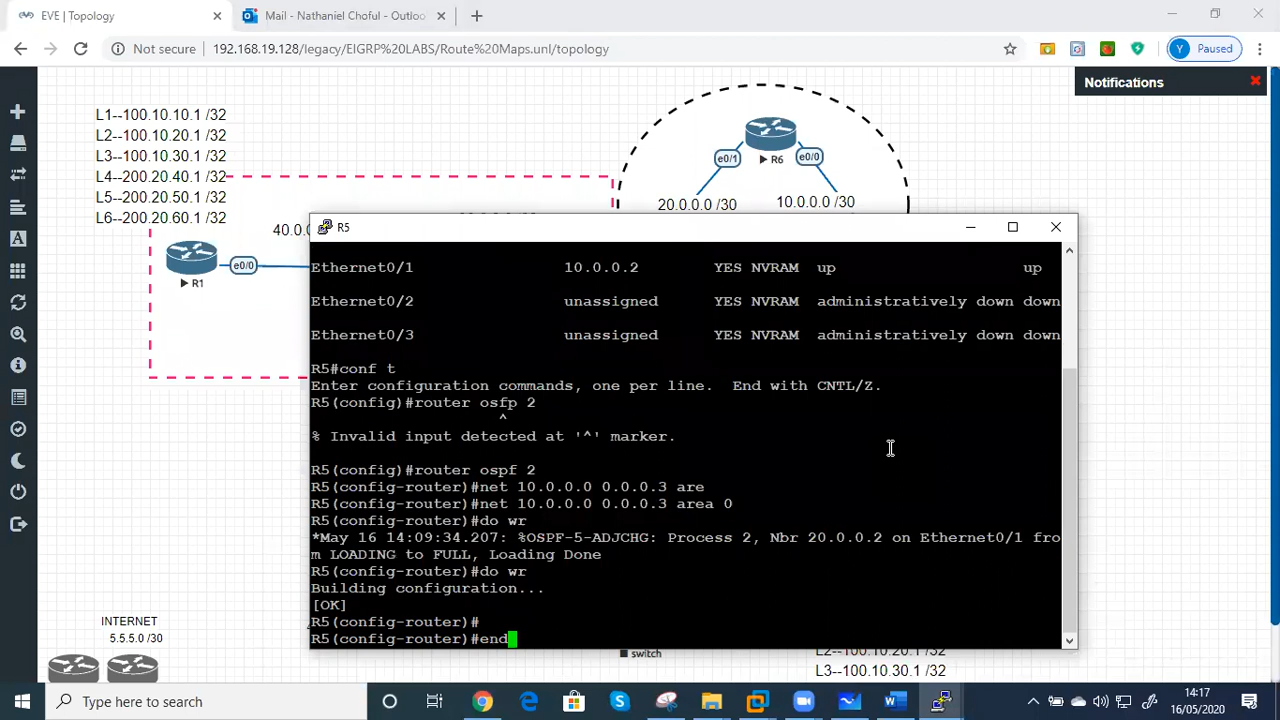 EVE | Topology
Mail - Nathaniel Choful - Outloo
Not secure
192.168.19.128/legacy/EIGRP%20LABS/Route%20Maps.unl/topology
Y Paused
Notifications
L1--100.10.10.1 /32
L2--100.10.20.1 /32
L3--100.10.30.1 /32
L4--200.20.40.1 /32
L5--200.20.50.1 /32
L6--200.20.60.1 /32
R6
e0/1
e0/0
20.0.0.0 /30
10.0.0.0 /30
40.0.0
e0/0
R1
R5
Ethernet0/1 10.0.0.2 YES NVRAM up up
Ethernet0/2 unassigned YES NVRAM administratively down down
Ethernet0/3 unassigned YES NVRAM administratively down down
R5#conf t
Enter configuration commands, one per line. End with CNTL/Z.
R5(config)#router osfp 2
^
% Invalid input detected at '^' marker.
R5(config)#router ospf 2
R5(config-router)#net 10.0.0.0 0.0.0.3 are
R5(config-router)#net 10.0.0.0 0.0.0.3 area 0
R5(config-router)#do wr
*May 16 14:09:34.207: %OSPF-5-ADJCHG: Process 2, Nbr 20.0.0.2 on Ethernet0/1 fro
m LOADING to FULL, Loading Done
R5(config-router)#do wr
Building configuration...
[OK]
R5(config-router)#
R5(config-router)#end
INTERNET
5.5.5.0 /30
switch
L2--100.10.20.1 /32
L3--100.10.30.1 /32
Type here to search
14:17
16/05/2020